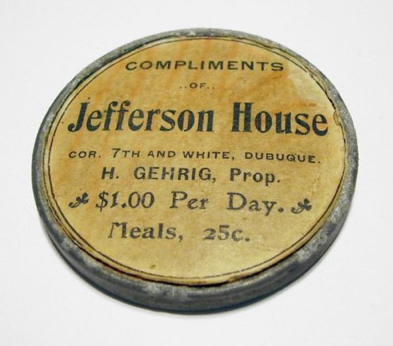 COMPLIMENTS
..OF..
Jefferson House
COR. 7TH AND WHITE, DUBUQUE.
H. GEHRIG, Prop.
$1.00 Per Day.
Meals, 25c.